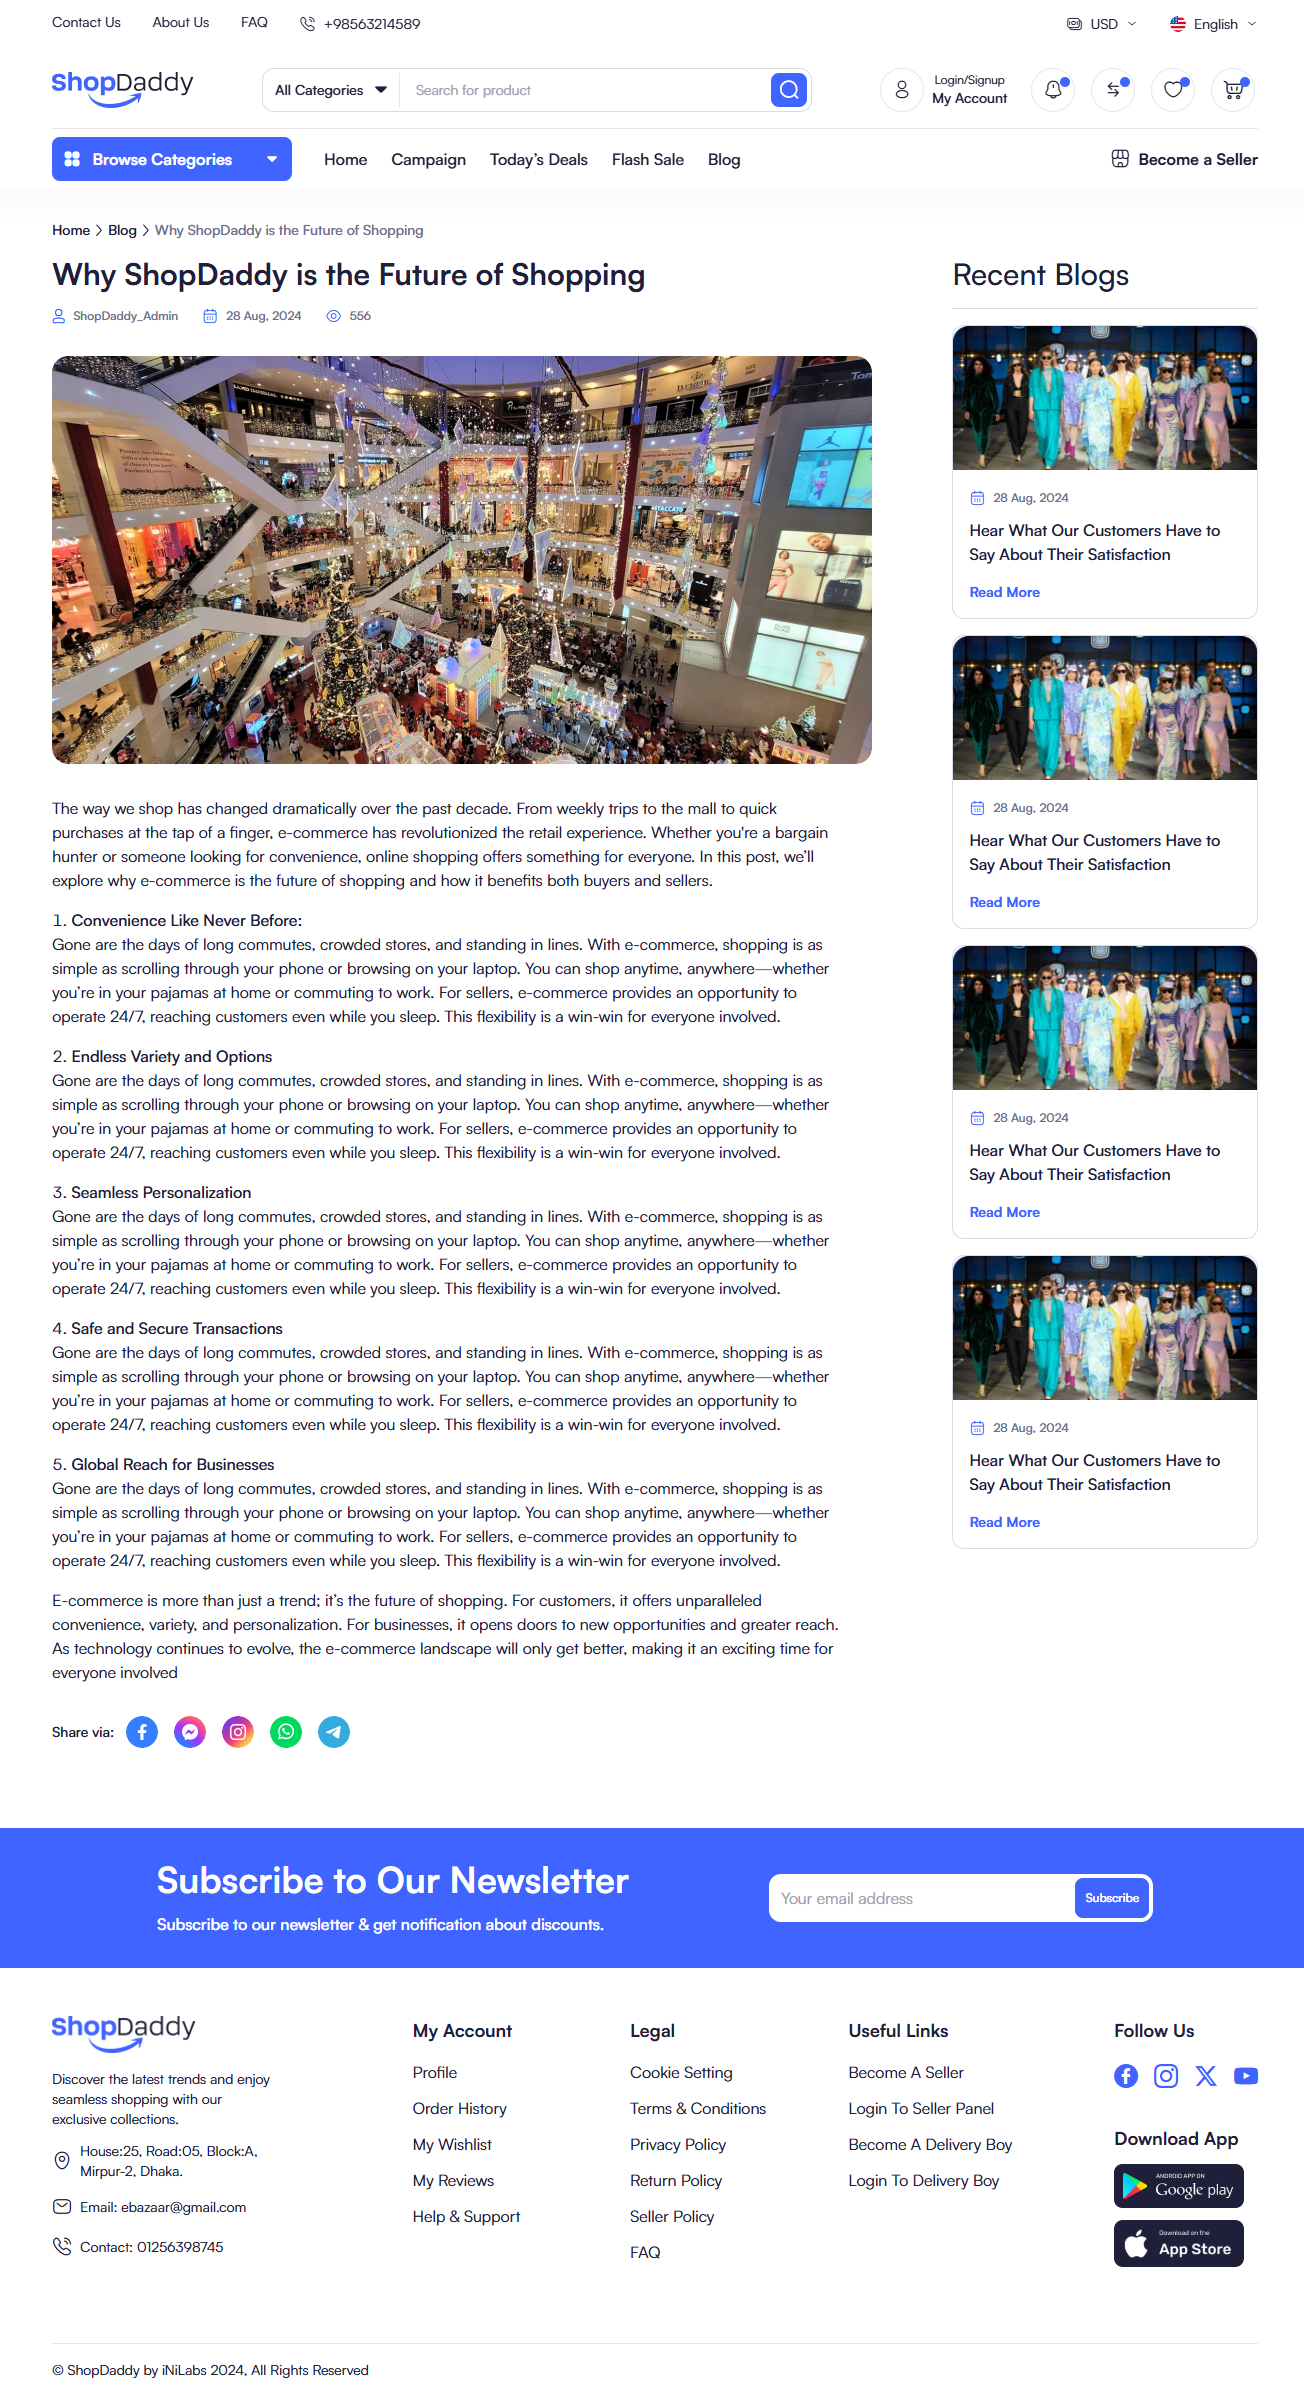 Contact Us
About Us
FAQ
+98563214589
USD
English
ShopDaddy
All Categories
Search for product
Login/Signup
My Account
Browse Categories
Home
Campaign
Today’s Deals
Flash Sale
Blog
Become a Seller
Home > Blog > Why ShopDaddy is the Future of Shopping
Why ShopDaddy is the Future of Shopping
ShopDaddy_Admin
28 Aug, 2024
556
The way we shop has changed dramatically over the past decade. From weekly trips to the mall to quick
purchases at the tap of a finger, e-commerce has revolutionized the retail experience. Whether you're a bargain
hunter or someone looking for convenience, online shopping offers something for everyone. In this post, we’ll
explore why e-commerce is the future of shopping and how it benefits both buyers and sellers.
1. Convenience Like Never Before:
Gone are the days of long commutes, crowded stores, and standing in lines. With e-commerce, shopping is as
simple as scrolling through your phone or browsing on your laptop. You can shop anytime, anywhere—whether
you’re in your pajamas at home or commuting to work. For sellers, e-commerce provides an opportunity to
operate 24/7, reaching customers even while you sleep. This flexibility is a win-win for everyone involved.
2. Endless Variety and Options
Gone are the days of long commutes, crowded stores, and standing in lines. With e-commerce, shopping is as
simple as scrolling through your phone or browsing on your laptop. You can shop anytime, anywhere—whether
you’re in your pajamas at home or commuting to work. For sellers, e-commerce provides an opportunity to
operate 24/7, reaching customers even while you sleep. This flexibility is a win-win for everyone involved.
3. Seamless Personalization
Gone are the days of long commutes, crowded stores, and standing in lines. With e-commerce, shopping is as
simple as scrolling through your phone or browsing on your laptop. You can shop anytime, anywhere—whether
you’re in your pajamas at home or commuting to work. For sellers, e-commerce provides an opportunity to
operate 24/7, reaching customers even while you sleep. This flexibility is a win-win for everyone involved.
4. Safe and Secure Transactions
Gone are the days of long commutes, crowded stores, and standing in lines. With e-commerce, shopping is as
simple as scrolling through your phone or browsing on your laptop. You can shop anytime, anywhere—whether
you’re in your pajamas at home or commuting to work. For sellers, e-commerce provides an opportunity to
operate 24/7, reaching customers even while you sleep. This flexibility is a win-win for everyone involved.
5. Global Reach for Businesses
Gone are the days of long commutes, crowded stores, and standing in lines. With e-commerce, shopping is as
simple as scrolling through your phone or browsing on your laptop. You can shop anytime, anywhere—whether
you’re in your pajamas at home or commuting to work. For sellers, e-commerce provides an opportunity to
operate 24/7, reaching customers even while you sleep. This flexibility is a win-win for everyone involved.
E-commerce is more than just a trend; it’s the future of shopping. For customers, it offers unparalleled
convenience, variety, and personalization. For businesses, it opens doors to new opportunities and greater reach.
As technology continues to evolve, the e-commerce landscape will only get better, making it an exciting time for
everyone involved
Share via:
Recent Blogs
28 Aug, 2024
Hear What Our Customers Have to
Say About Their Satisfaction
Read More
28 Aug, 2024
Hear What Our Customers Have to
Say About Their Satisfaction
Read More
28 Aug, 2024
Hear What Our Customers Have to
Say About Their Satisfaction
Read More
28 Aug, 2024
Hear What Our Customers Have to
Say About Their Satisfaction
Read More
Subscribe to Our Newsletter
Subscribe to our newsletter & get notification about discounts.
Your email address
Subscribe
ShopDaddy
Discover the latest trends and enjoy
seamless shopping with our
exclusive collections.
House:25, Road:05, Block:A,
Mirpur-2, Dhaka.
Email: ebazaar@gmail.com
Contact: 01256398745
My Account
Profile
Order History
My Wishlist
My Reviews
Help & Support
Legal
Cookie Setting
Terms & Conditions
Privacy Policy
Return Policy
Seller Policy
FAQ
Useful Links
Become A Seller
Login To Seller Panel
Become A Delivery Boy
Login To Delivery Boy
Follow Us
Download App
ANDROID APP ON
Google play
Download on the
App Store
© ShopDaddy by iNiLabs 2024, All Rights Reserved